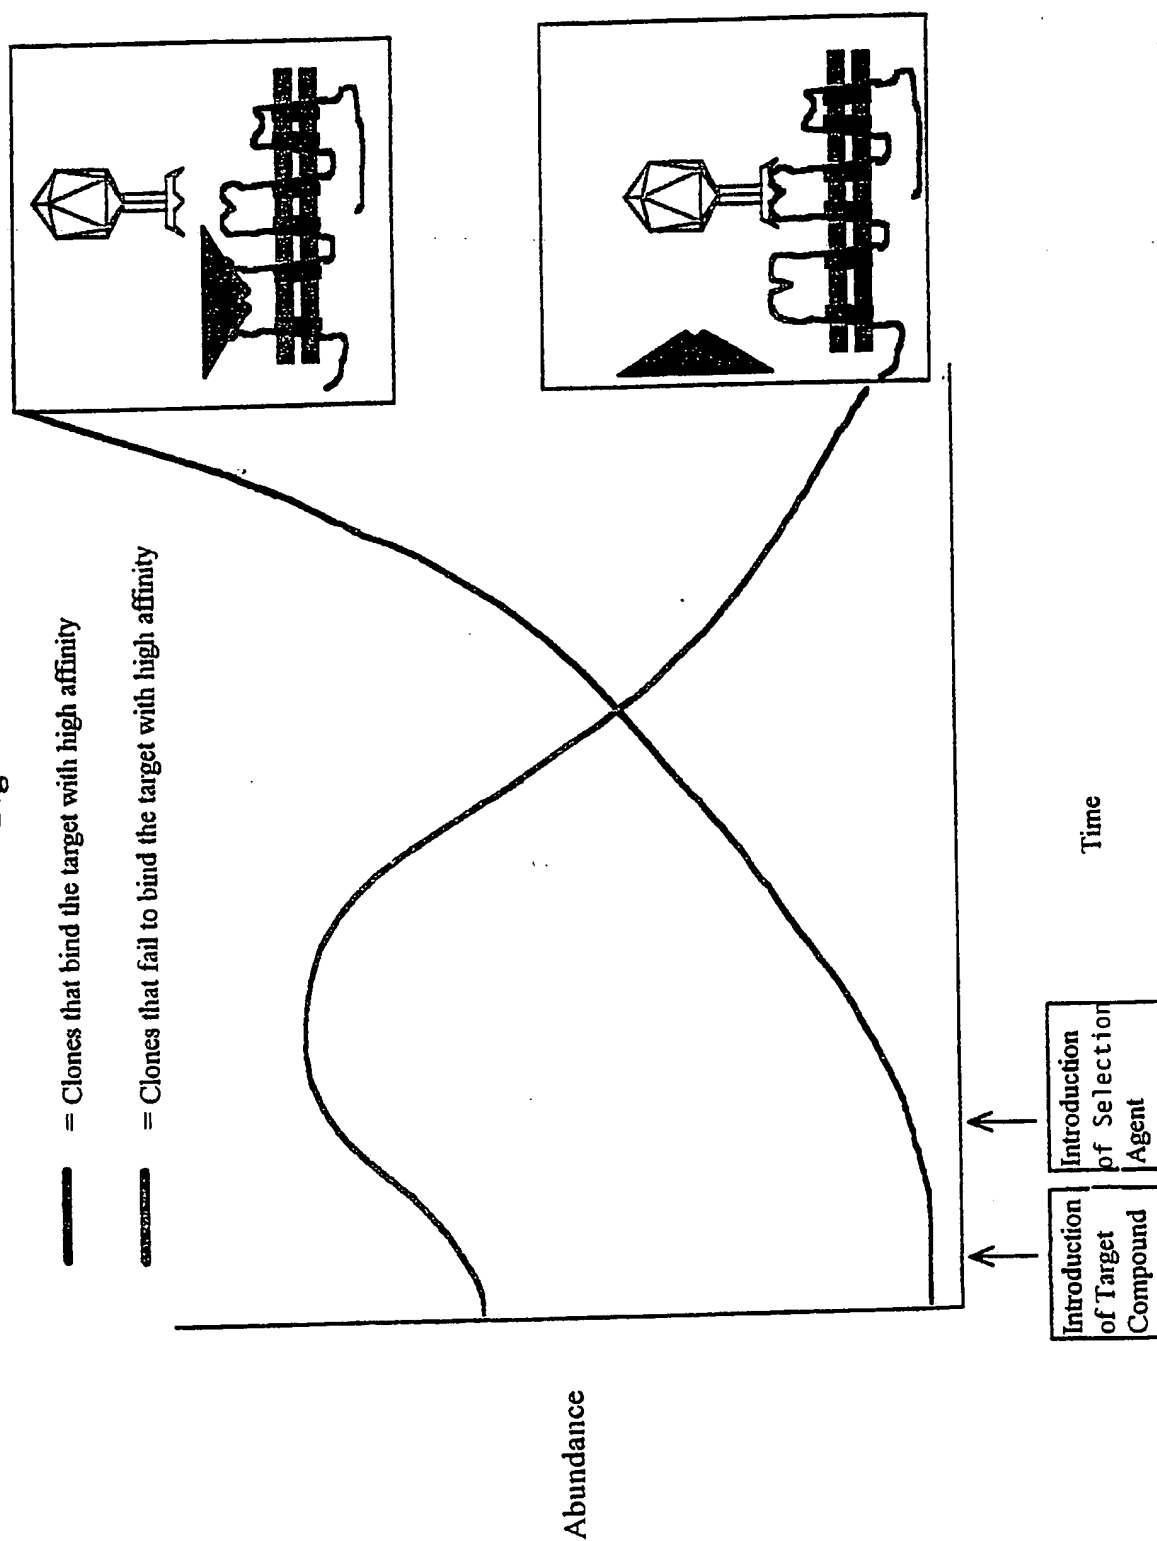 = Clones that bind the target with high affinity
= Clones that fail to bind the target with high affinity
Abundance
Introduction
of Target
Compound
Introduction
of Selection
Agent
Time